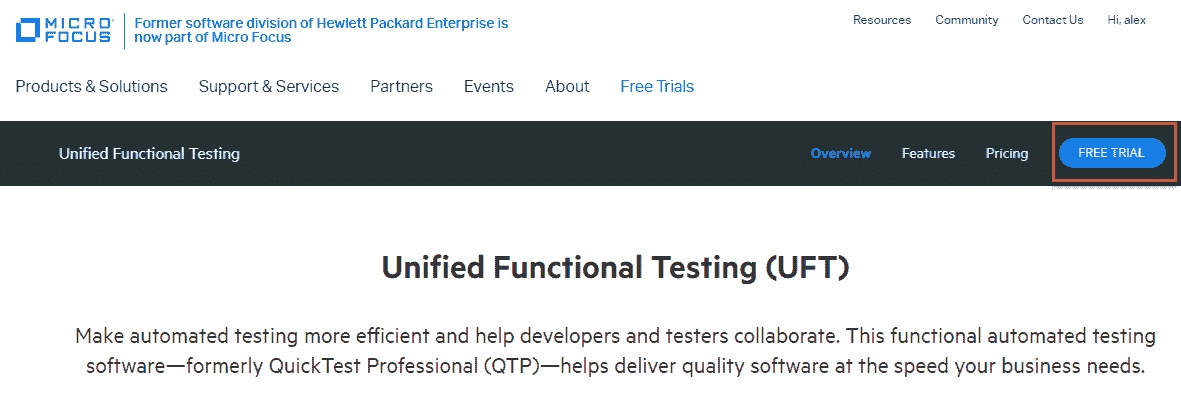 MICRO
FOCUS
Former software division of Hewlett Packard Enterprise is
now part of Micro Focus
Resources Community Contact Us Hi, alex
Products & Solutions Support & Services Partners Events About Free Trials
Unified Functional Testing Overview Features Pricing FREE TRIAL
Unified Functional Testing (UFT)
Make automated testing more efficient and help developers and testers collaborate. This functional automated testing
software—formerly QuickTest Professional (QTP)—helps deliver quality software at the speed your business needs.